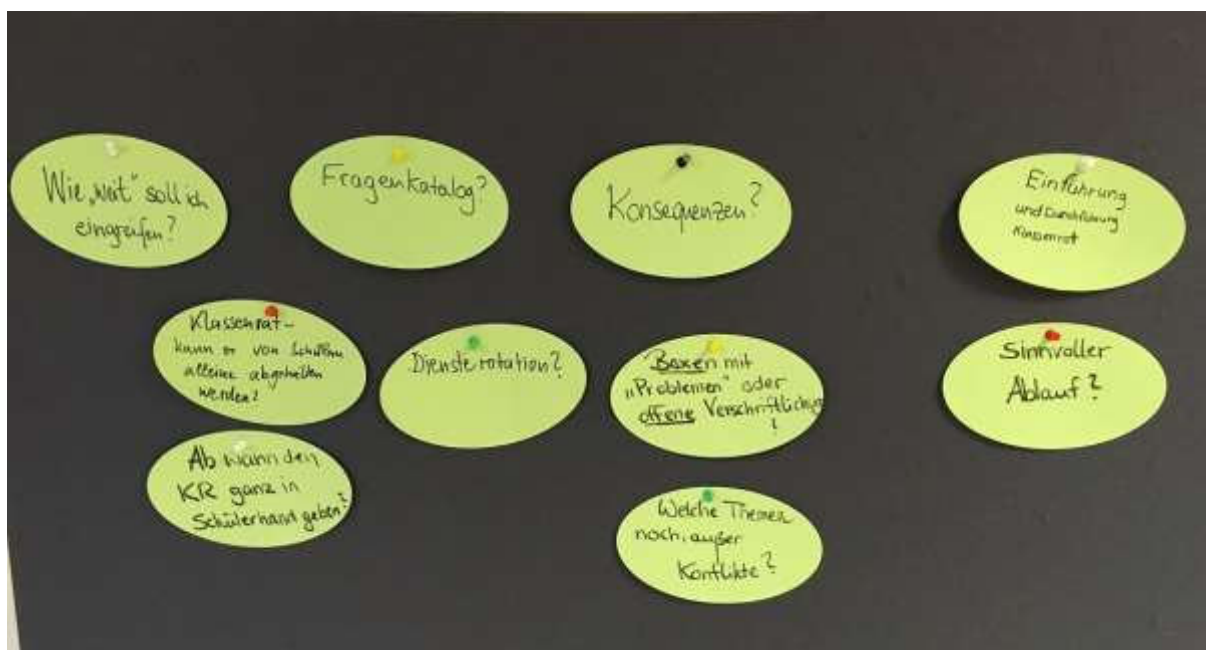 Wie „weit" soll ich
eingreifen?
Fragenkatalog?
Konsequenzen?
Einführung
und Durchführung
Klassenrat
Klassenrat –
kann er von Schülern
alleine abgehalten
werden?
Diensterotation?
Boxen mit
„Problemen" oder
offene Verschriftlichung
?
Sinnvoller
Ablauf?
Ab wann den
KR ganz in
Schülerhand geben?
Welche Themen
noch, außer
Konflikte?